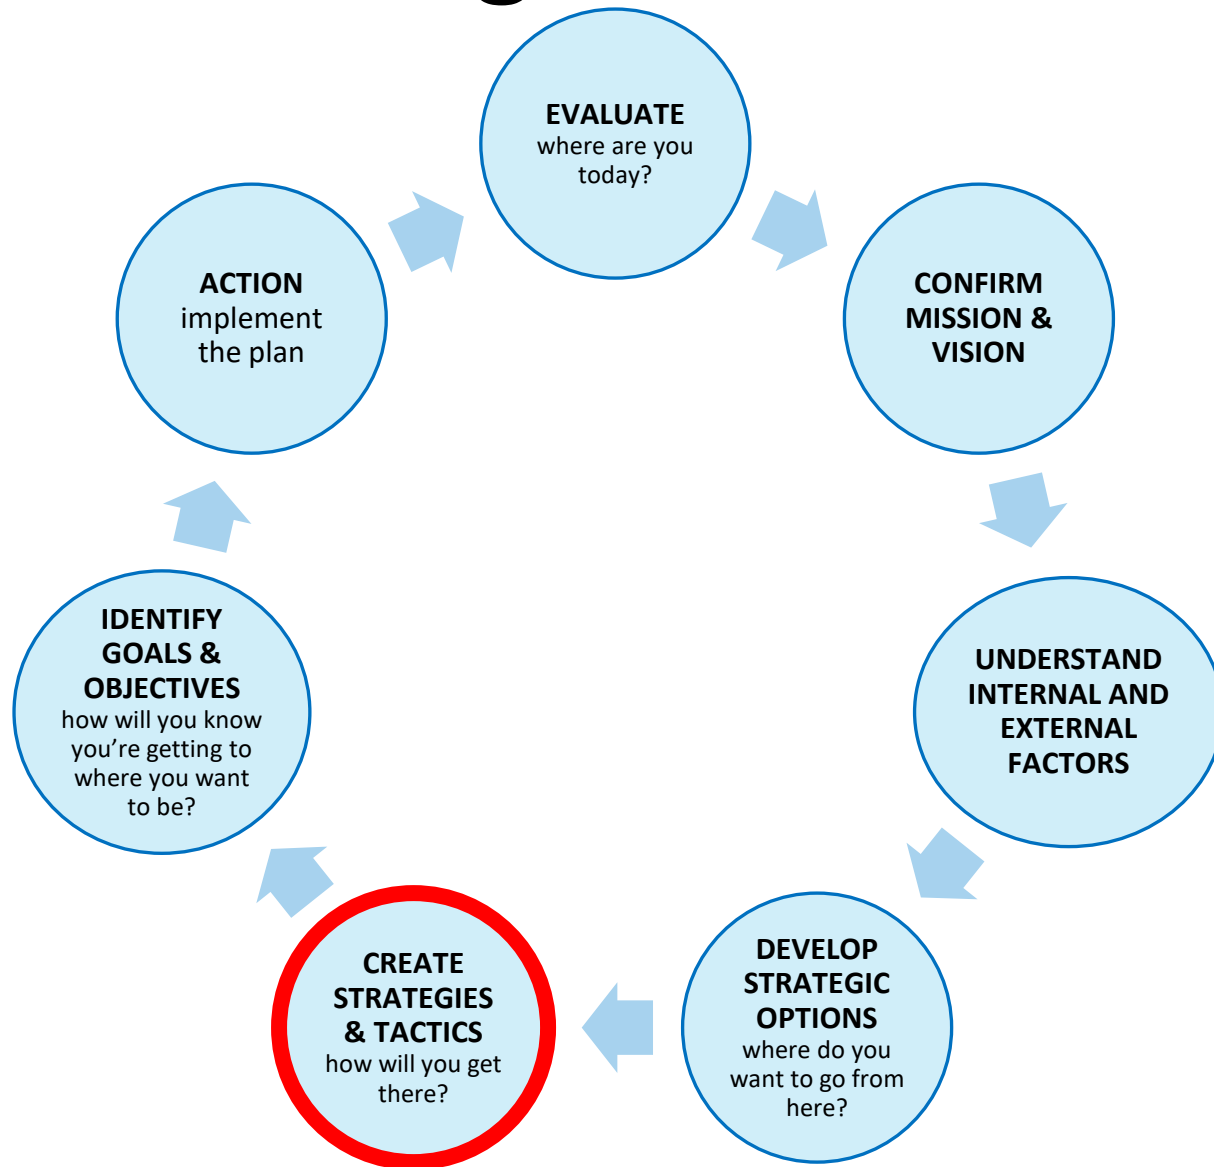 EVALUATE
where are you
today?
CONFIRM
MISSION &
VISION
UNDERSTAND
INTERNAL AND
EXTERNAL
FACTORS
DEVELOP
STRATEGIC
OPTIONS
where do you
want to go from
here?
CREATE
STRATEGIES
& TACTICS
how will you get
there?
IDENTIFY
GOALS &
OBJECTIVES
how will you know
you’re getting to
where you want
to be?
ACTION
implement
the plan